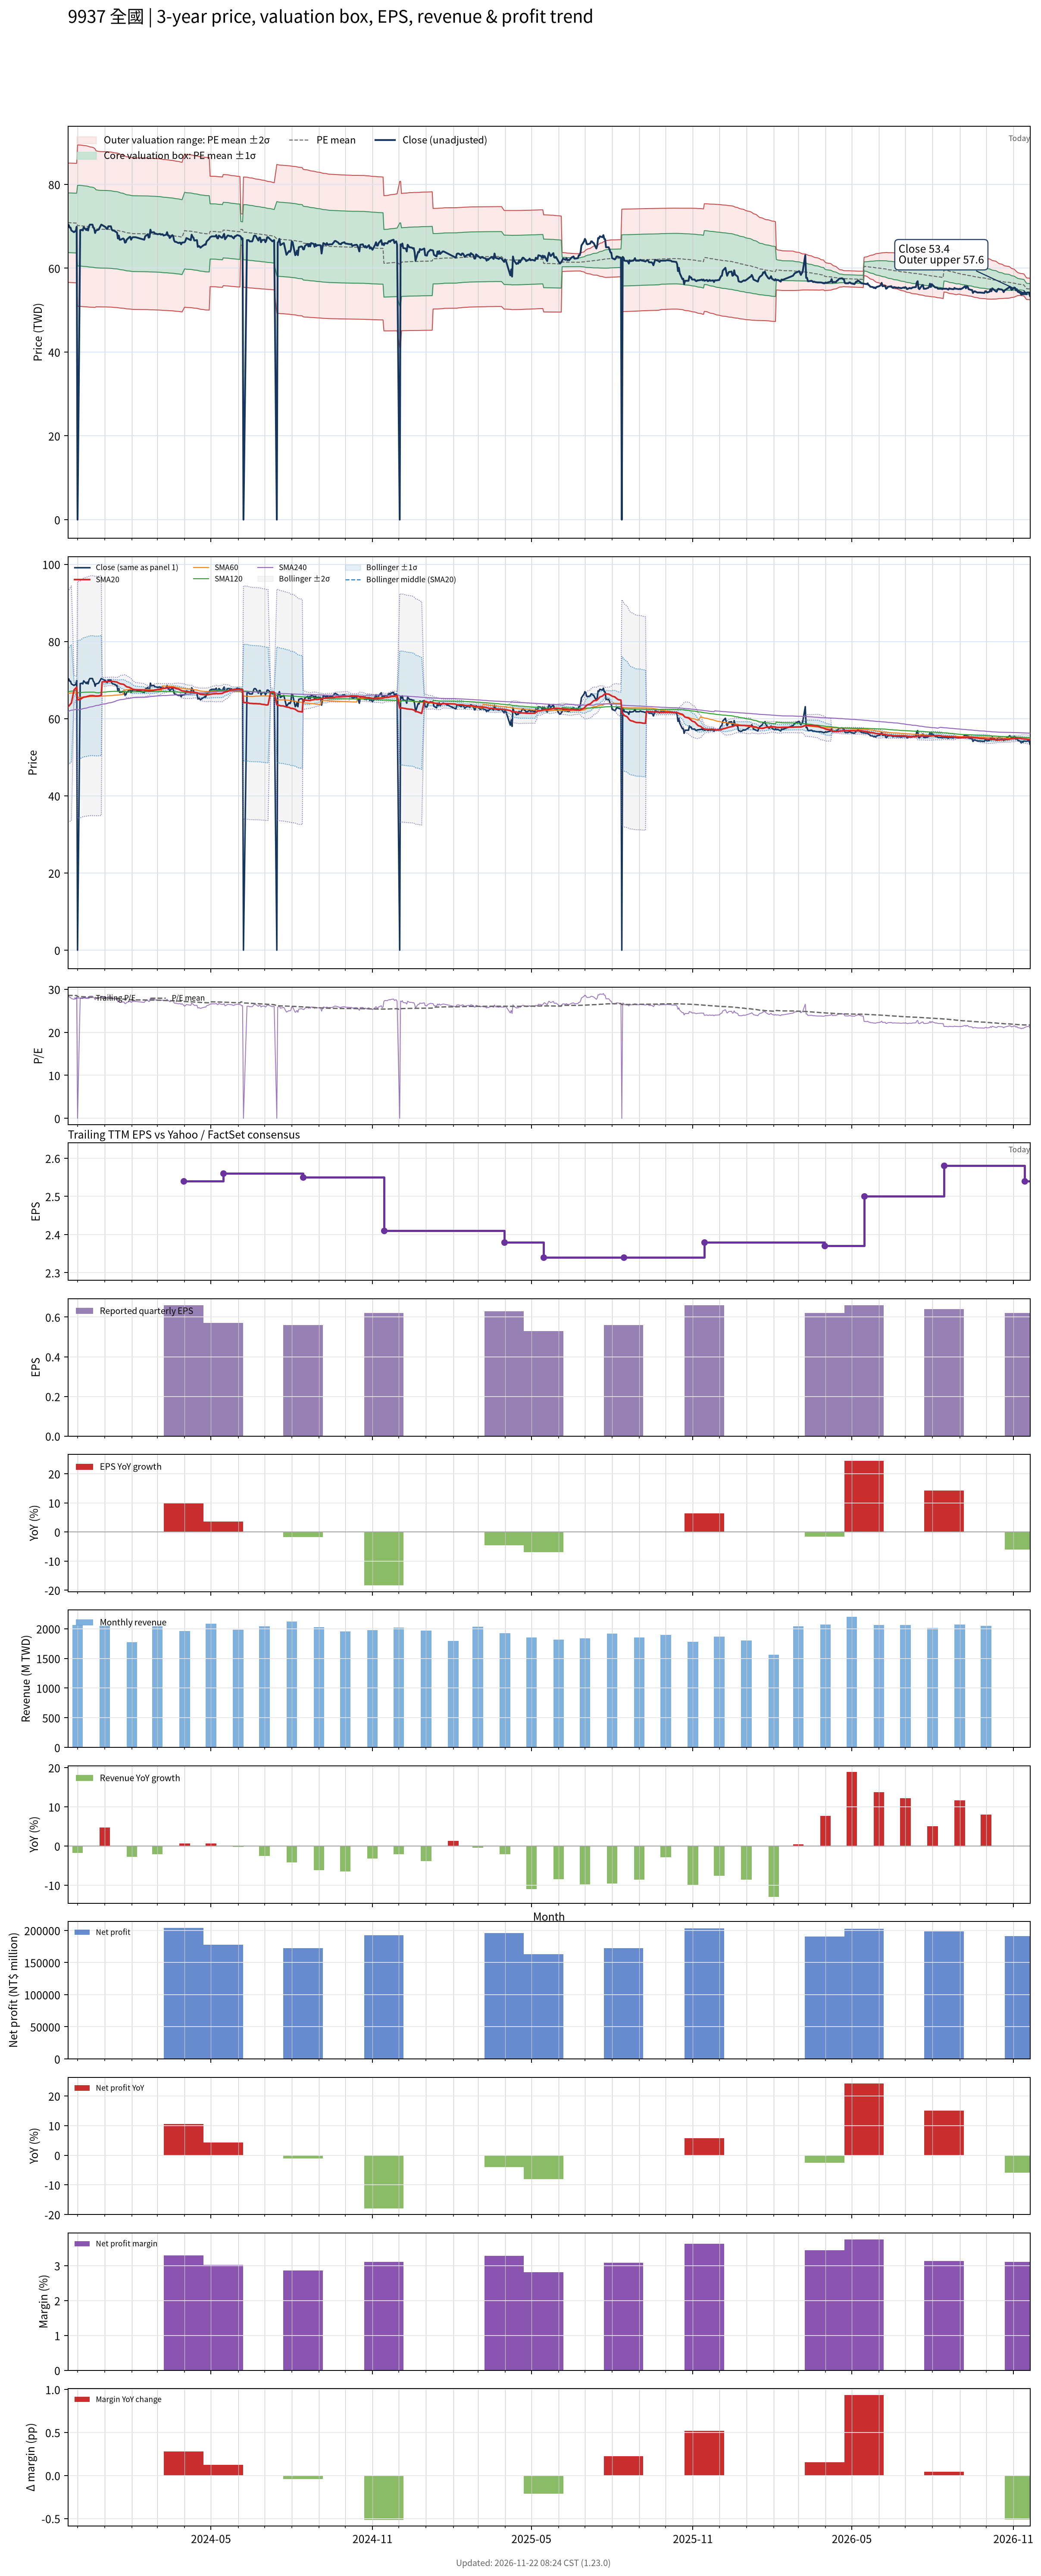 9937 全國 | 3-year price, valuation box, EPS, revenue & profit trend
Outer valuation range: PE mean ±2σ
PE mean
Close (unadjusted)
Core valuation box: PE mean ±1σ
Today
Close 53.4
Outer upper 57.6
Price (TWD)
80
60
40
20
0
Close (same as panel 1)
SMA20
SMA60
SMA120
SMA240
Bollinger ±2σ
Bollinger ±1σ
Bollinger middle (SMA20)
Price
100
80
60
40
20
0
Trailing P/E
P/E mean
P/E
30
20
10
0
Trailing TTM EPS vs Yahoo / FactSet consensus
Today
EPS
2.6
2.5
2.4
2.3
Reported quarterly EPS
EPS
0.6
0.4
0.2
0.0
EPS YoY growth
YoY (%)
20
10
0
-10
-20
Monthly revenue
Revenue (M TWD)
2000
1500
1000
500
0
Revenue YoY growth
YoY (%)
20
10
0
-10
Month
Net profit
Net profit (NT$ million)
200000
150000
100000
50000
0
Net profit YoY
YoY (%)
20
10
0
-10
-20
Net profit margin
Margin (%)
3
2
1
0
Margin YoY change
Δ margin (pp)
1.0
0.5
0.0
-0.5
2024-05
2024-11
2025-05
2025-11
2026-05
2026-11
Updated: 2026-11-22 08:24 CST (1.23.0)